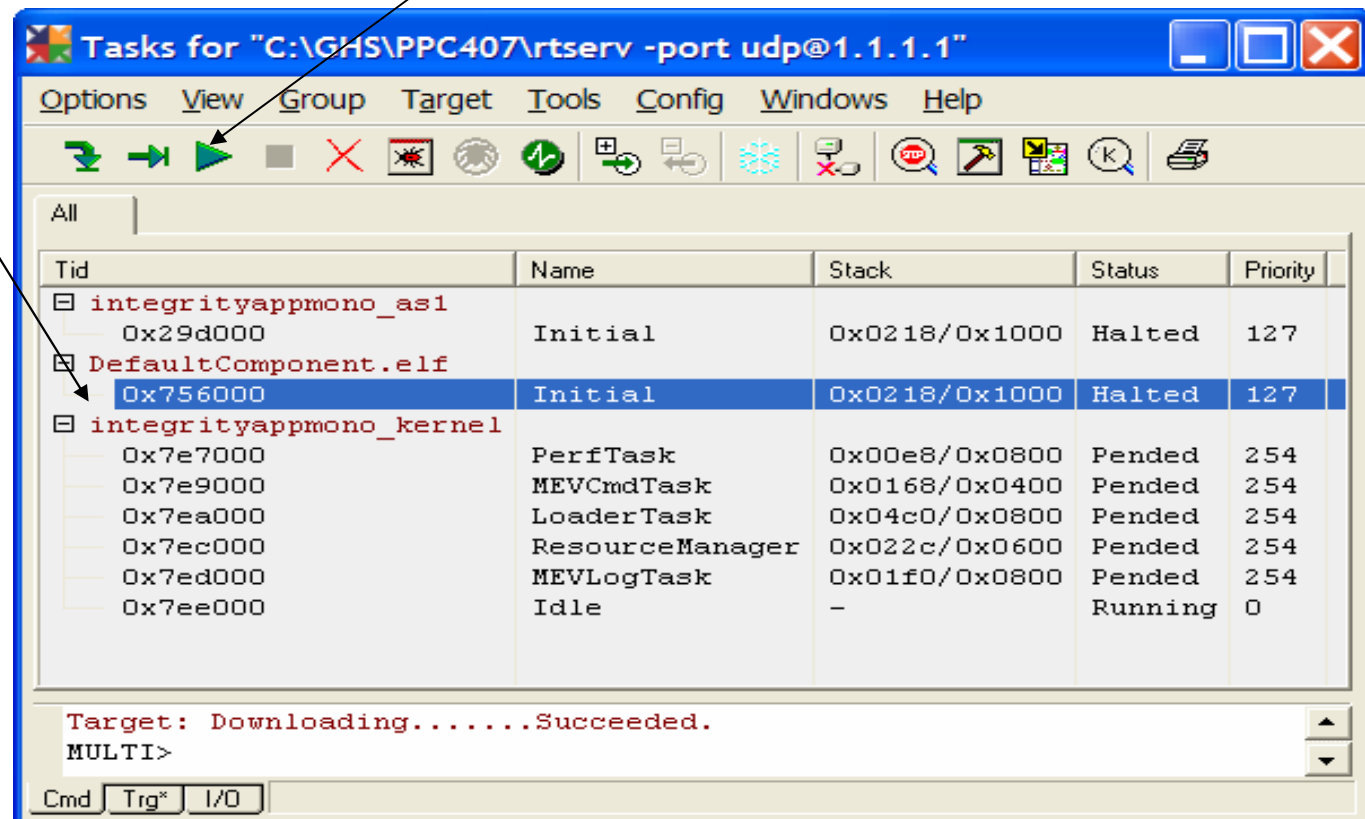 Tasks for "C:\GHS\PPC407\rtserv -port udp@1.1.1.1"
Options View Group Target Tools Config Windows Help
All
Tid Name Stack Status Priority
integrityappmono_as1
0x29d000 Initial 0x0218/0x1000 Halted 127
DefaultComponent.elf
0x756000 Initial 0x0218/0x1000 Halted 127
integrityappmono_kernel
0x7e7000 PerfTask 0x00e8/0x0800 Pended 254
0x7e9000 MEVCmdTask 0x0168/0x0400 Pended 254
0x7ea000 LoaderTask 0x04c0/0x0800 Pended 254
0x7ec000 ResourceManager 0x022c/0x0600 Pended 254
0x7ed000 MEVLogTask 0x01f0/0x0800 Pended 254
0x7ee000 Idle – Running 0
Target: Downloading.......Succeeded.
MULTI>
Cmd Trg* I/O